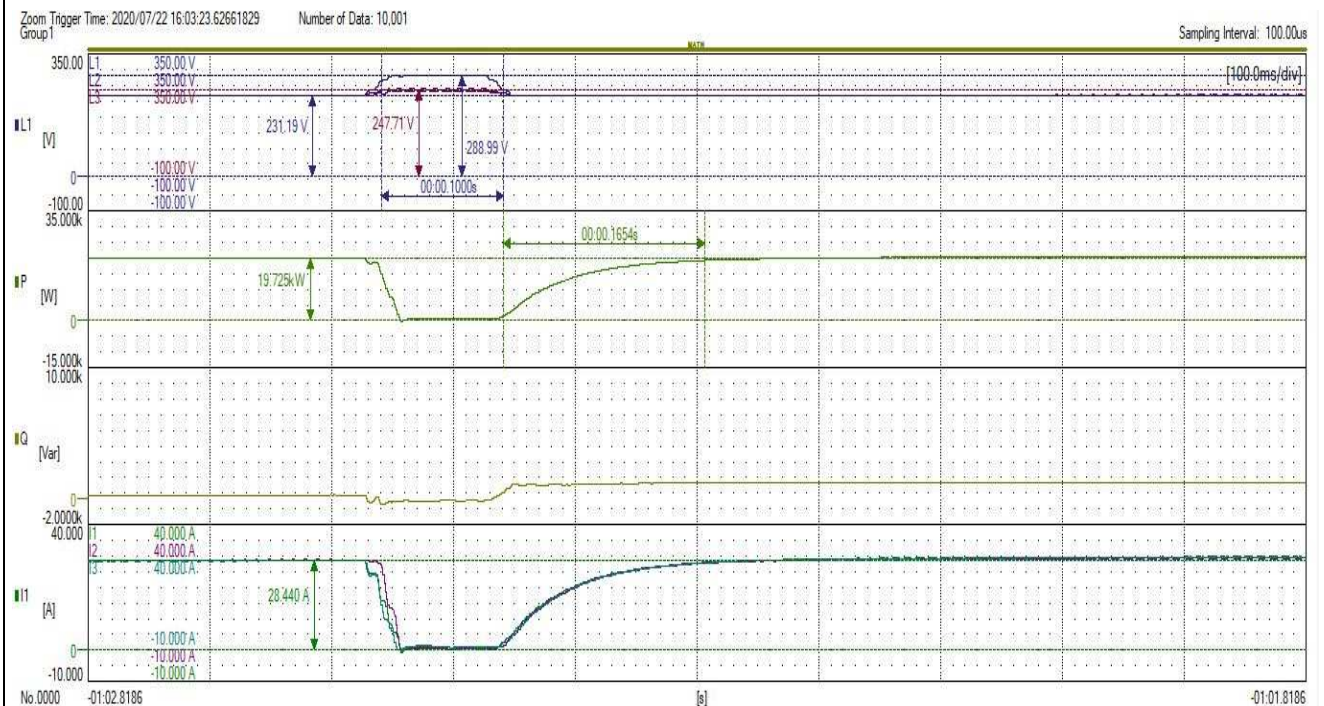 Zoom Trigger Time: 2020/07/22 16:03:23.62661829 Number of Data: 10,001
Group1 Sampling Interval: 100.00us
MATH
350.00 L1 350.00 V
L2 350.00 V
L3 350.00 V
[100.0ms/div]
L1
[V]
231.19 V 247.71 V 288.99 V
-100.00 V
0 -100.00 V
-100.00 -100.00 V
00:00.1000s
35.000k
00:00.1654s
P
[W]
19.725kW
0
-15.000k
10.000k
Q
[Var]
0
-2.0000k
40.000 I1 40.000 A
I2 40.000 A
I3 40.000 A
I1
[A]
28.440 A
-10.000 A
0 -10.000 A
-10.000 -10.000 A
No.0000 -01:02.8186 [s] -01:01.8186